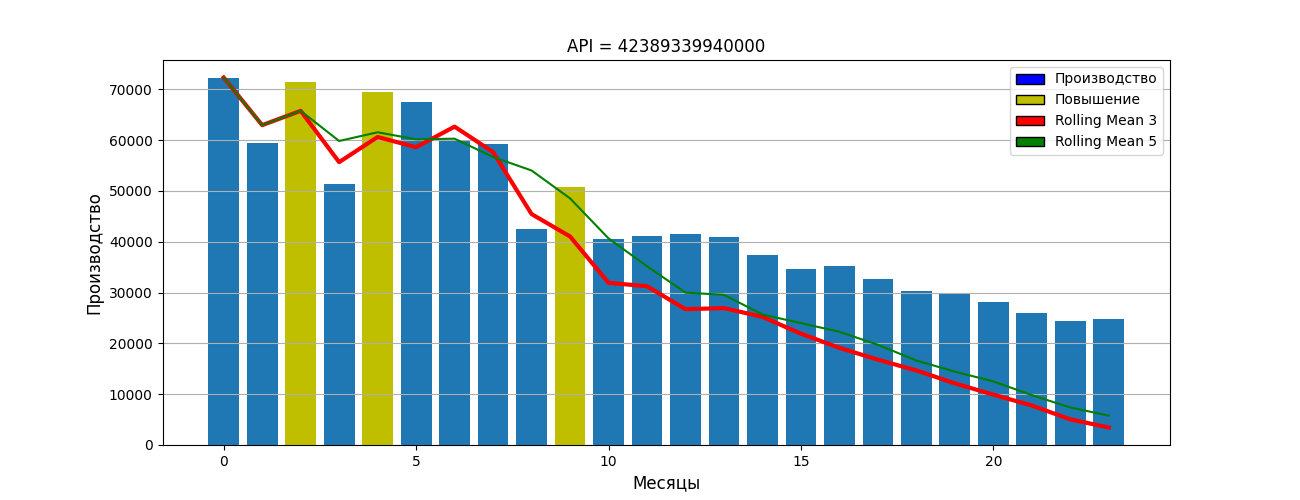 API = 42389339940000
Производство
70000
60000
50000
40000
30000
20000
10000
0
0
5
10
15
20
Месяцы
Производство
Повышение
Rolling Mean 3
Rolling Mean 5